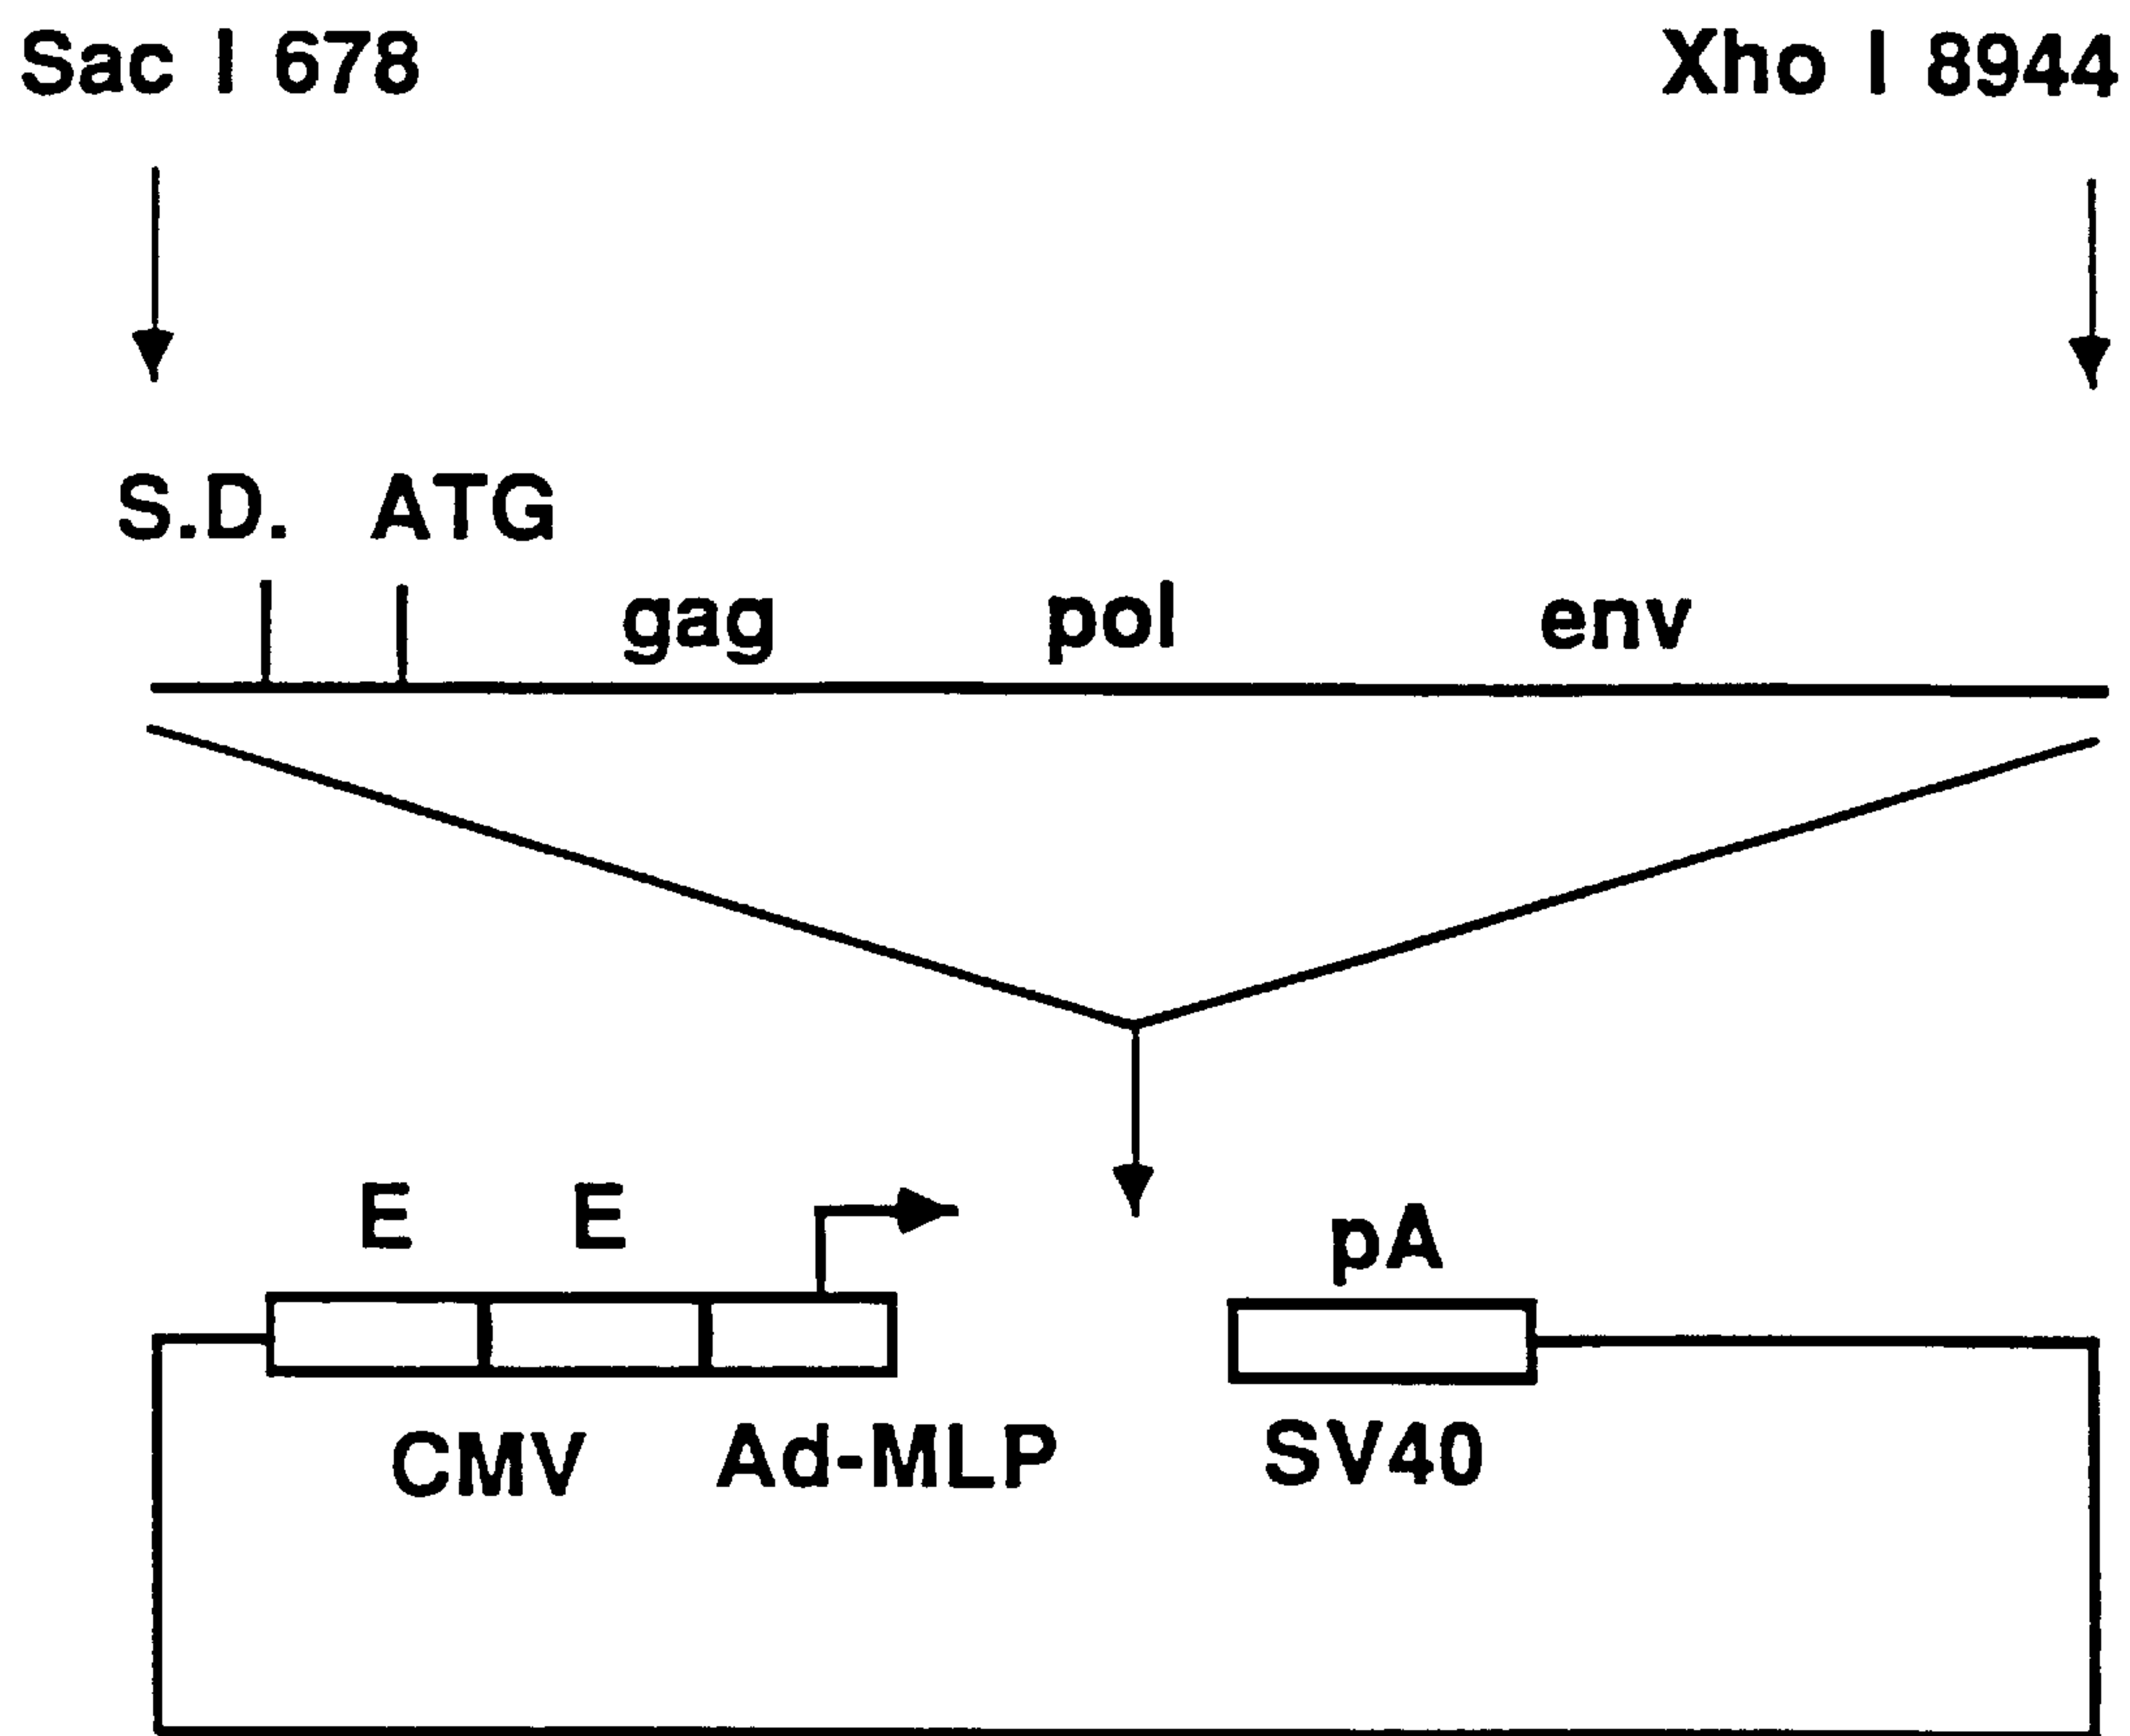 Sac I 678 Xho I 8944
S.D. ATG
gag pol env
E E pA
CMV Ad-MLP SV40